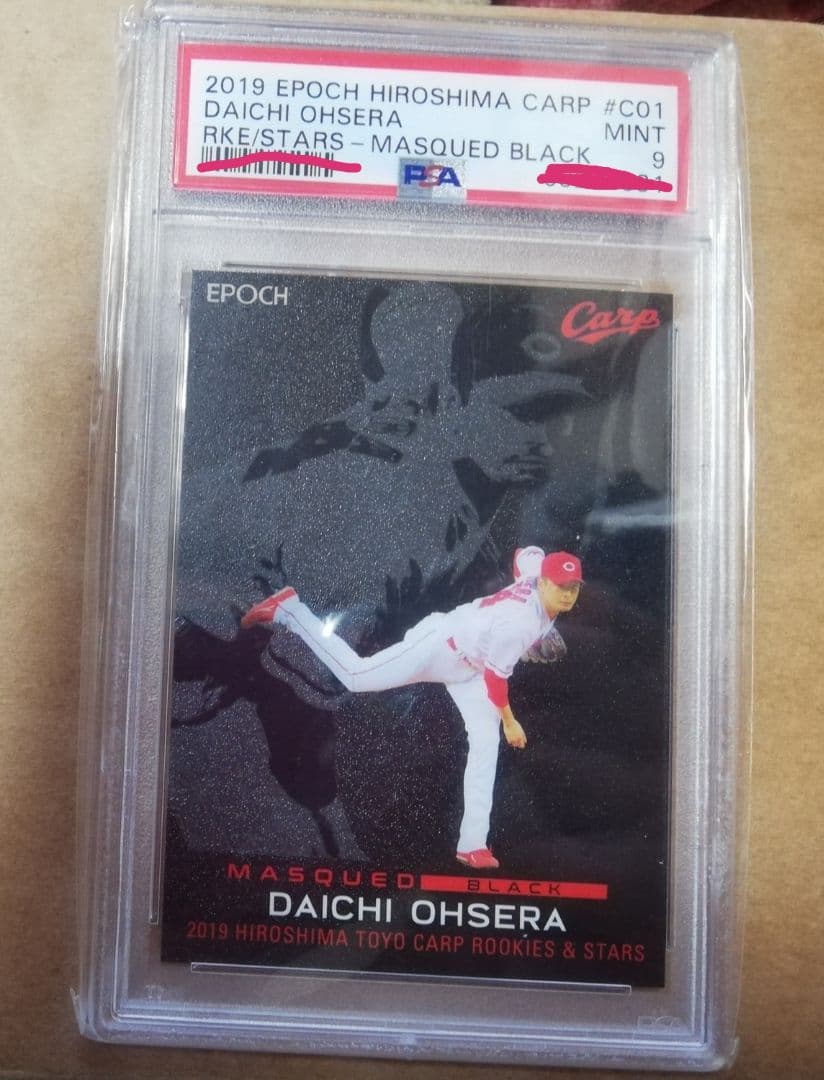 2019 EPOCH HIROSHIMA CARP #C01
DAICHI OHSERA MINT
RKE/STARS - MASQUED BLACK 9
PSA
EPOCH
Carp
MASQUED BLACK
DAICHI OHSERA
2019 HIROSHIMA TOYO CARP ROOKIES & STARS
PSA